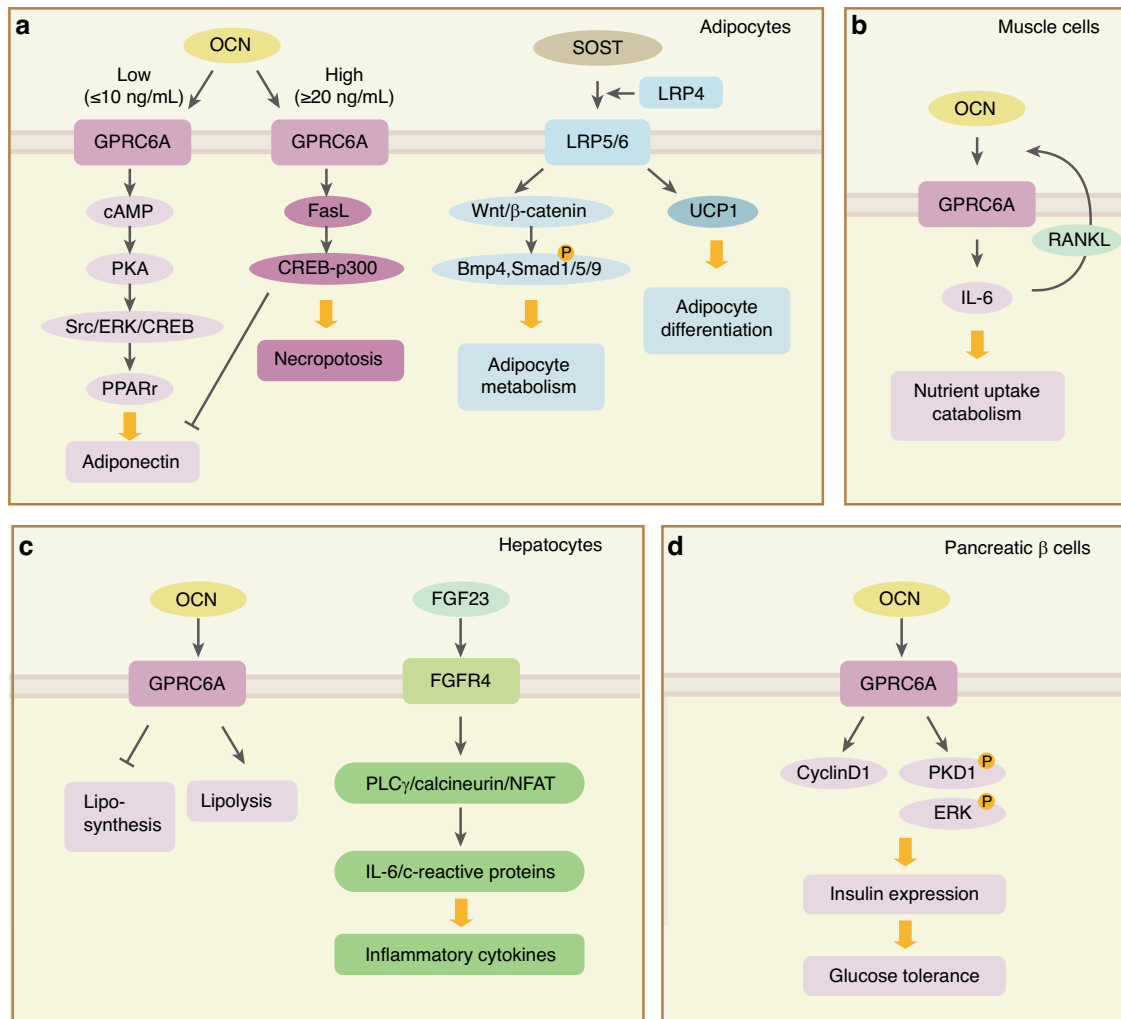 a
Adipocytes
OCN
SOST
Low
(≤10 ng/mL)
High
(≥20 ng/mL)
LRP4
GPRC6A
GPRC6A
LRP5/6
cAMP
FasL
Wnt/β-catenin
UCP1
PKA
CREB-p300
P
Bmp4,Smad1/5/9
Src/ERK/CREB
Necropotosis
Adipocyte
metabolism
Adipocyte
differentiation
PPARr
Adiponectin
b
Muscle cells
OCN
GPRC6A
RANKL
IL-6
Nutrient uptake
catabolism
c
Hepatocytes
OCN
FGF23
GPRC6A
FGFR4
Lipo-
synthesis
Lipolysis
PLCγ/calcineurin/NFAT
IL-6/c-reactive proteins
Inflammatory cytokines
d
Pancreatic β cells
OCN
GPRC6A
CyclinD1
PKD1
P
ERK
P
Insulin expression
Glucose tolerance